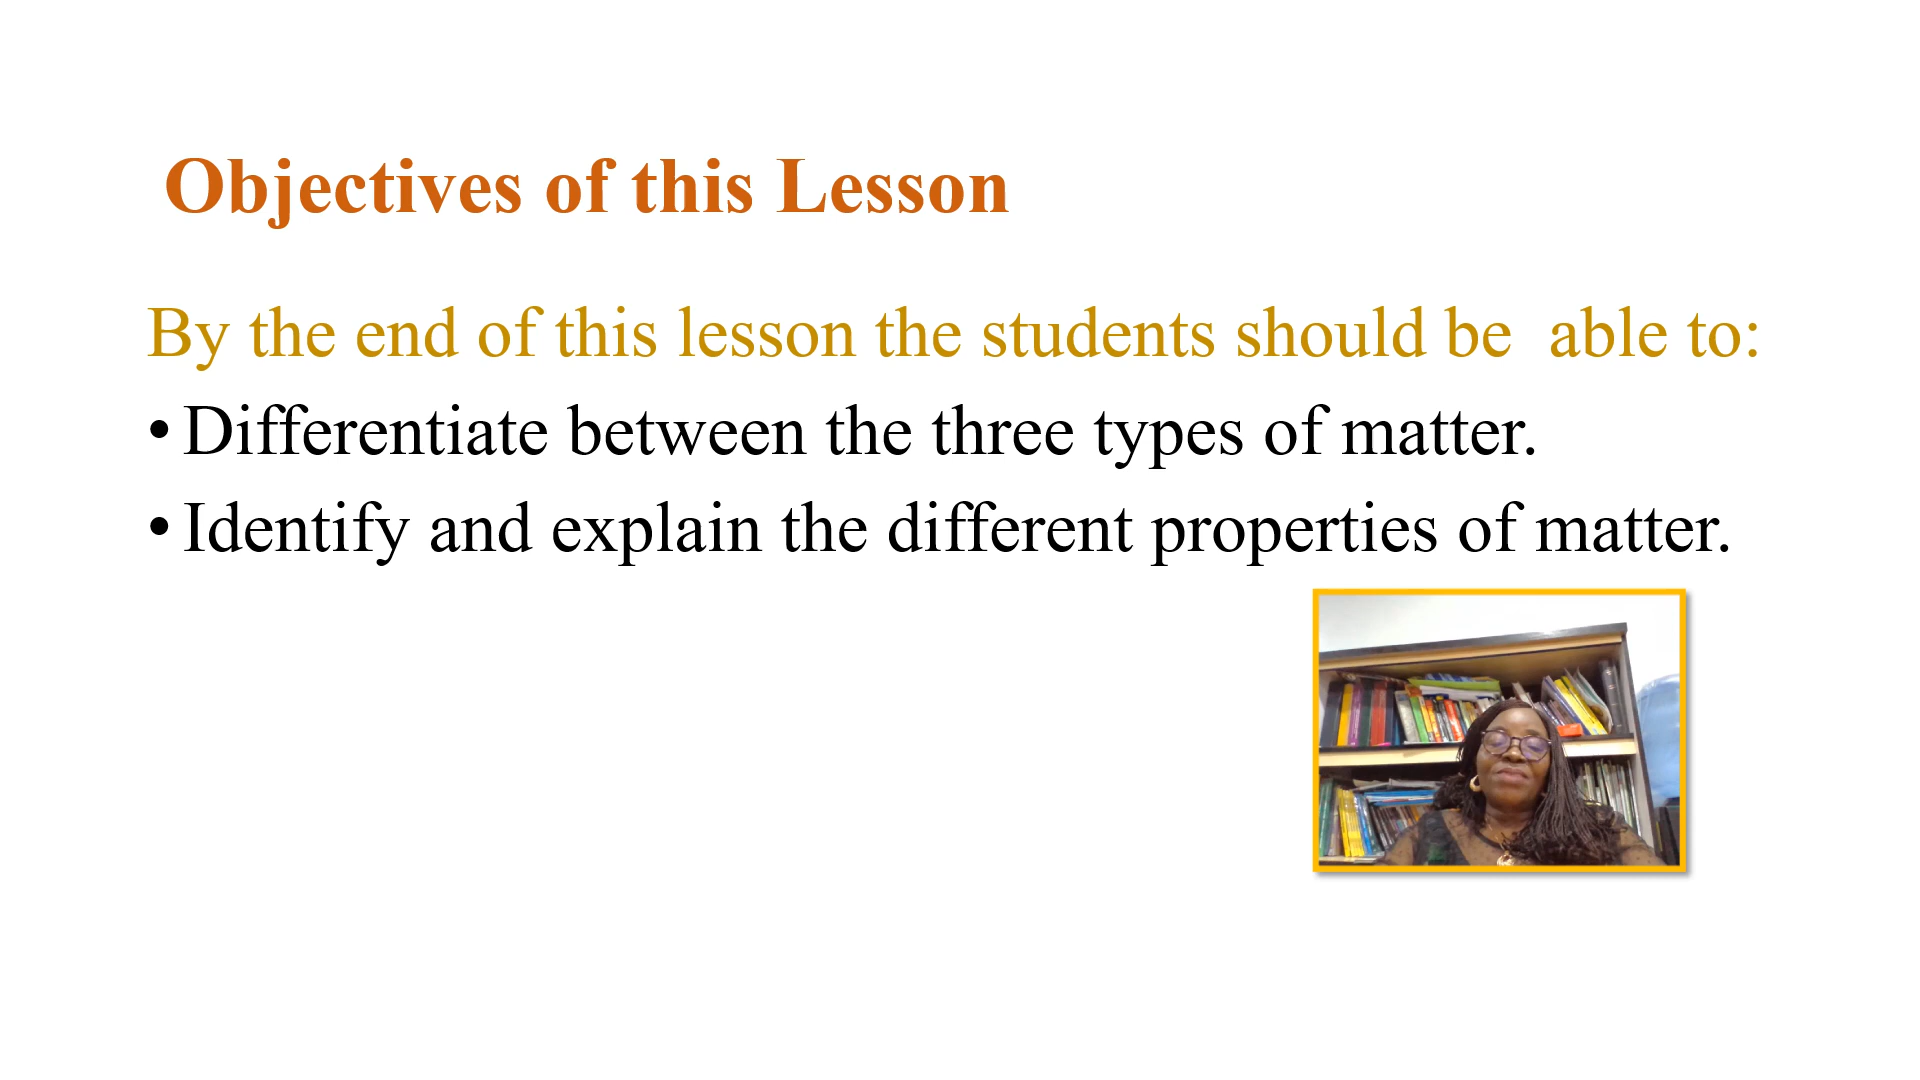 Objectives of this Lesson
By the end of this lesson the students should be  able to:
• Differentiate between the three types of matter.
• Identify and explain the different properties of matter.